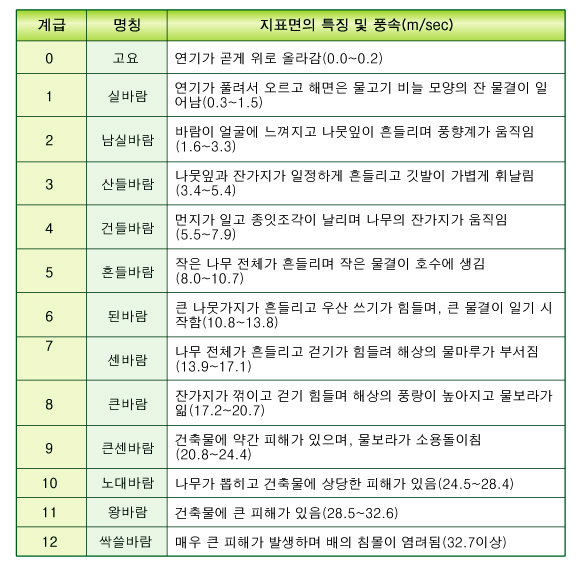 계급 명칭 지표면의 특징 및 풍속(m/sec)
0 고요 연기가 곧게 위로 올라감(0.0~0.2)
1 실바람 연기가 풀려서 오르고 해면은 물고기 비늘 모양의 잔 물결이 일
어남(0.3~1.5)
2 남실바람 바람이 얼굴에 느껴지고 나뭇잎이 흔들리며 풍향계가 움직임
(1.6~3.3)
3 산들바람 나뭇잎과 잔가지가 일정하게 흔들리고 깃발이 가볍게 휘날림
(3.4~5.4)
4 건들바람 먼지가 일고 종잇조각이 날리며 나무의 잔가지가 움직임
(5.5~7.9)
5 흔들바람 작은 나무 전체가 흔들리며 작은 물결이 호수에 생김
(8.0~10.7)
6 된바람 큰 나뭇가지가 흔들리고 우산 쓰기가 힘들며, 큰 물결이 일기 시
작함(10.8~13.8)
7 센바람 나무 전체가 흔들리고 걷기가 힘들려 해상의 물마루가 부서짐
(13.9~17.1)
8 큰바람 잔가지가 꺾이고 걷기 힘들며 해상의 풍랑이 높아지고 물보라가
읾(17.2~20.7)
9 큰센바람 건축물에 약간 피해가 있으며, 물보라가 소용돌이침
(20.8~24.4)
10 노대바람 나무가 뽑히고 건축물에 상당한 피해가 있음(24.5~28.4)
11 왕바람 건축물에 큰 피해가 있음(28.5~32.6)
12 싹쓸바람 매우 큰 피해가 발생하며 배의 침몰이 염려됨(32.7이상)